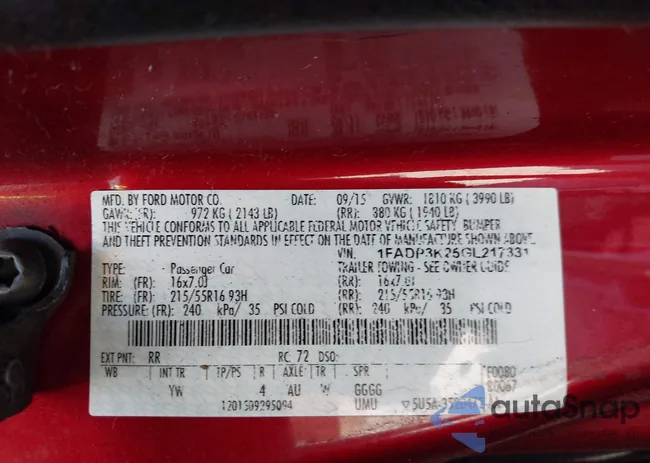 MFD. BY FORD MOTOR CO. DATE: 09/15 GVWR: 1810 KG ( 3990 LB)
GAWR: (FR): 972 KG ( 2143 LB) (RR): 880 KG ( 1940 LB)
THIS VEHICLE CONFORMS TO ALL APPLICABLE FEDERAL MOTOR VEHICLE SAFETY, BUMPER
AND THEFT PREVENTION STANDARDS IN EFFECT ON THE DATE OF MANUFACTURE SHOWN ABOVE.
VIN: 1FADP3K25GL217331
TYPE: Passenger Car TRAILER TOWING - SEE OWNER GUIDE
RIM: (FR): 16x7.0J (RR): 16x7.0J
TIRE: (FR): 215/55R16 93H (RR): 215/55R16 93H
PRESSURE: (FR): 240 kPa/ 35 PSI COLD (RR): 240 kPa/ 35 PSI COLD
EXT PNT: RR RC: 72 DSO:
WB INT TR TP/PS R AXLE TR SPR
YW 4 AU W GGGG
1201509295094 UMU
autoSnap